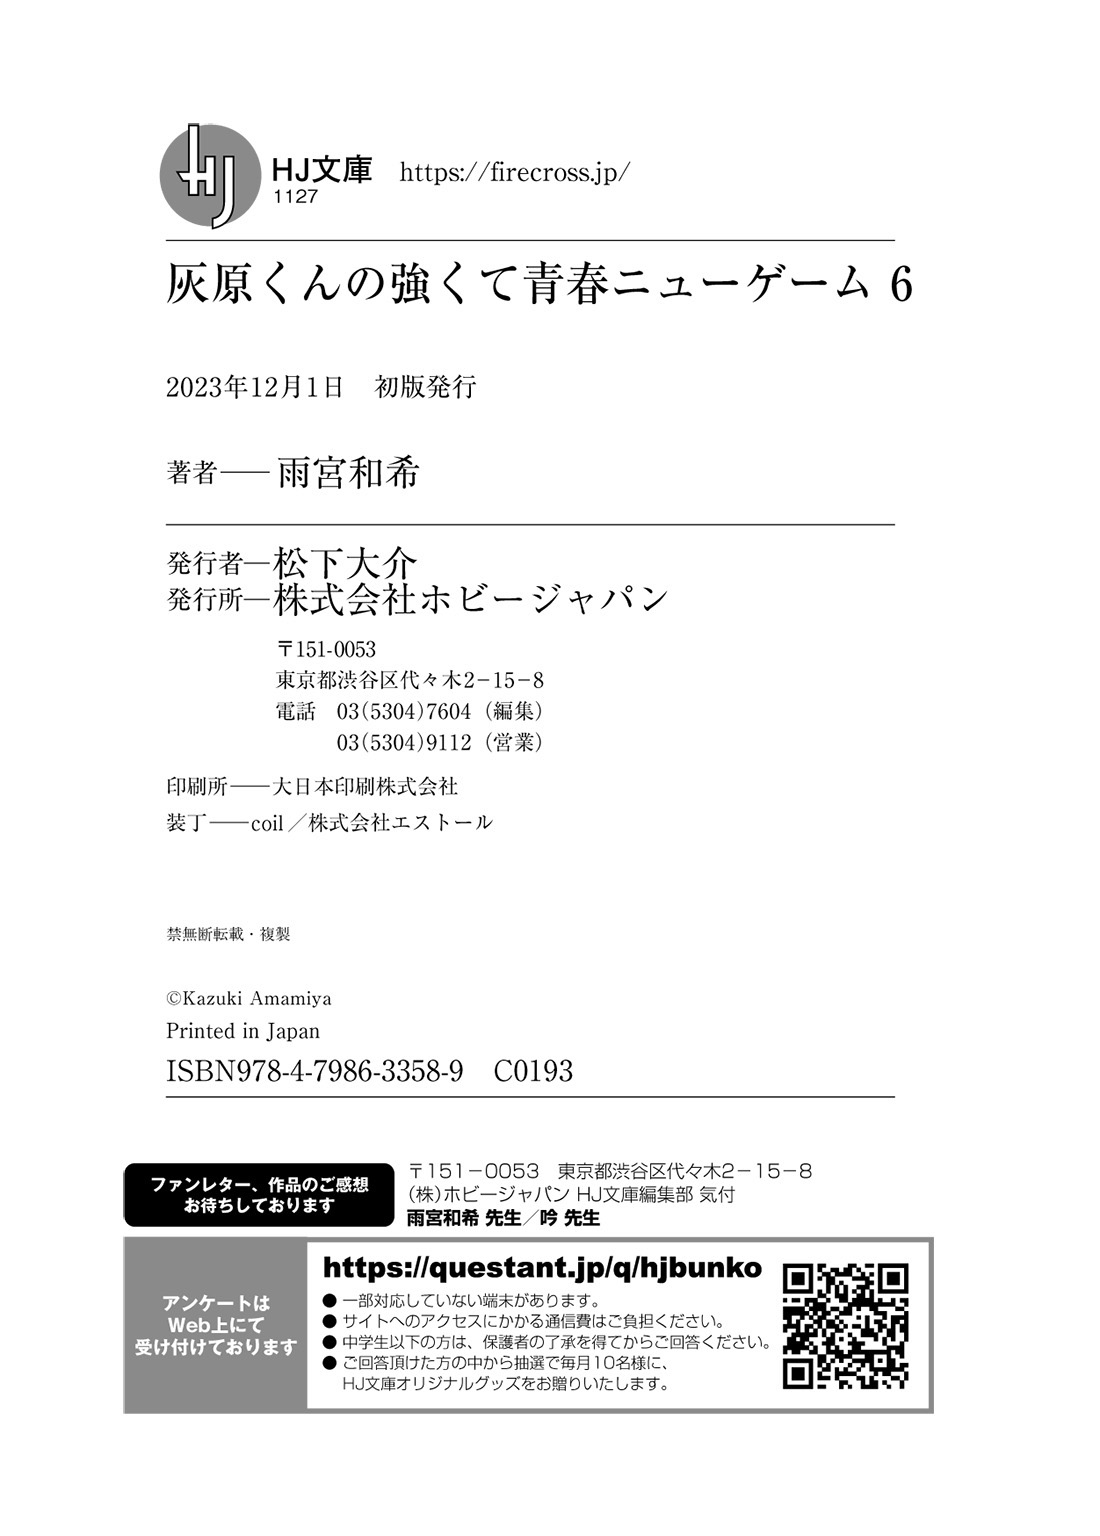 HJ
HJ文庫 https://firecross.jp/
1127
灰原くんの強くて青春ニューゲーム 6
2023年12月1日　初版発行
著者――雨宮和希
発行者―松下大介
発行所―株式会社ホビージャパン
〒151-0053
東京都渋谷区代々木2−15−8
電話　03(5304)7604（編集）
03(5304)9112（営業）
印刷所――大日本印刷株式会社
装丁――coil／株式会社エストール
禁無断転載・複製
©Kazuki Amamiya
Printed in Japan
ISBN978-4-7986-3358-9　C0193
ファンレター、作品のご感想
お待ちしております
〒151−0053　東京都渋谷区代々木2−15−8
(株)ホビージャパン HJ文庫編集部 気付
雨宮和希 先生／吟 先生
アンケートは
Web上にて
受け付けております
https://questant.jp/q/hjbunko
● 一部対応していない端末があります。
● サイトへのアクセスにかかる通信費はご負担ください。
● 中学生以下の方は、保護者の了承を得てからご回答ください。
● ご回答頂けた方の中から抽選で毎月10名様に、
HJ文庫オリジナルグッズをお贈りいたします。